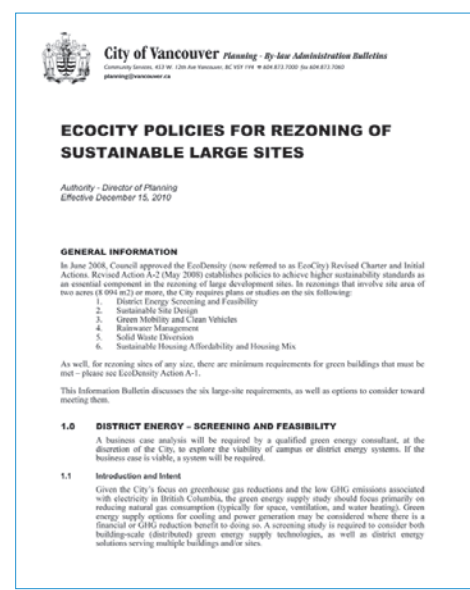 City of Vancouver Planning - By-law Administration Bulletins
Community Services, 453 W. 12th Ave Vancouver, BC V5Y 1V4 ☎ 604.873.7000 fax 604.873.7060
planning@vancouver.ca
ECOCITY POLICIES FOR REZONING OF
SUSTAINABLE LARGE SITES
Authority - Director of Planning
Effective December 15, 2010
GENERAL INFORMATION
In June 2008, Council approved the EcoDensity (now referred to as EcoCity) Revised Charter and Initial
Actions. Revised Action A-2 (May 2008) establishes policies to achieve higher sustainability standards as
an essential component in the rezoning of large development sites. In rezonings that involve site area of
two acres (8 094 m2) or more, the City requires plans or studies on the six following:
1. District Energy Screening and Feasibility
2. Sustainable Site Design
3. Green Mobility and Clean Vehicles
4. Rainwater Management
5. Solid Waste Diversion
6. Sustainable Housing Affordability and Housing Mix
As well, for rezoning sites of any size, there are minimum requirements for green buildings that must be
met – please see EcoDensity Action A-1.
This Information Bulletin discusses the six large-site requirements, as well as options to consider toward
meeting them.
1.0 DISTRICT ENERGY – SCREENING AND FEASIBILITY
A business case analysis will be required by a qualified green energy consultant, at the
discretion of the City, to explore the viability of campus or district energy systems. If the
business case is viable, a system will be required.
1.1 Introduction and Intent
Given the City's focus on greenhouse gas reductions and the low GHG emissions associated
with electricity in British Columbia, the green energy supply study should focus primarily on
reducing natural gas consumption (typically for space, ventilation, and water heating). Green
energy supply options for cooling and power generation may be considered where there is a
financial or GHG reduction benefit to doing so. A screening study is required to consider both
building-scale (distributed) green energy supply technologies, as well as district energy
solutions serving multiple buildings and/or sites.